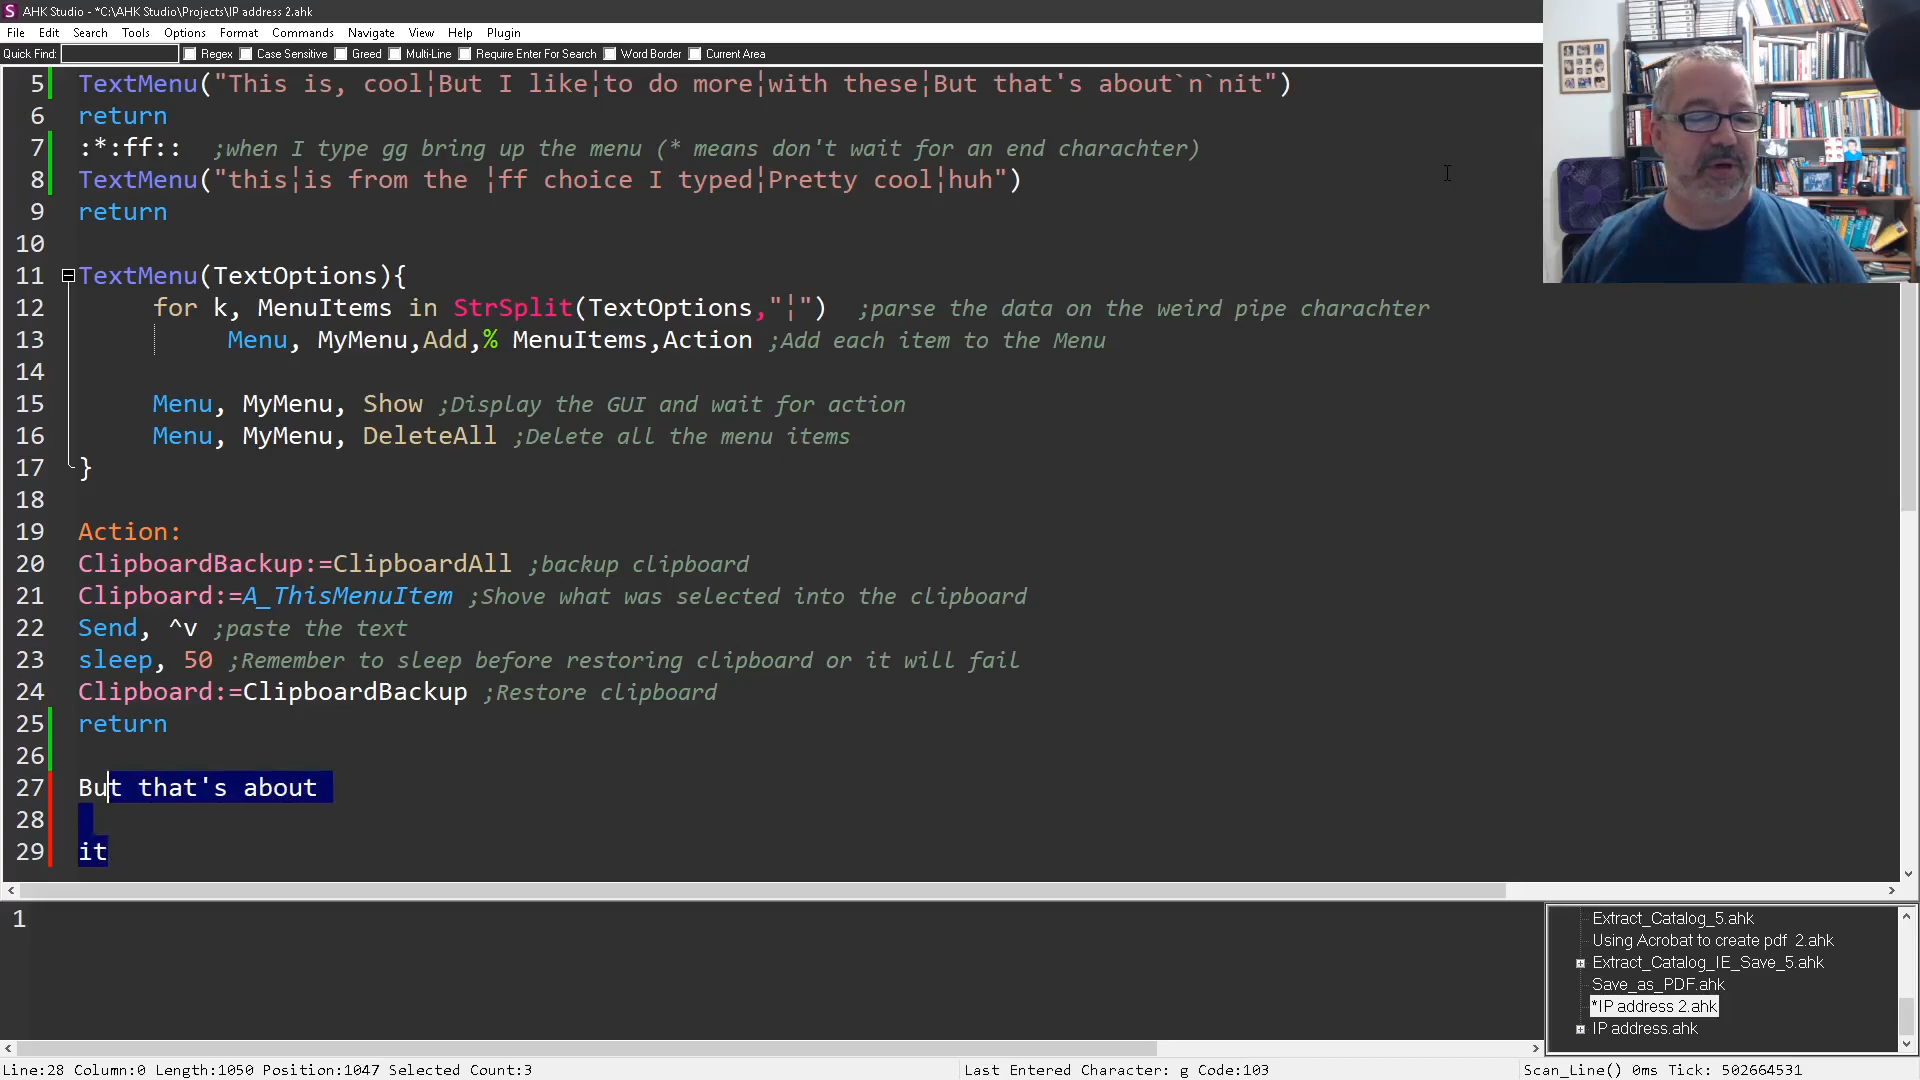 AHK Studio - *C:\AHK Studio\Projects\IP address 2.ahk
File Edit Search Tools Options Format Commands Navigate View Help Plugin
Quick Find: Regex Case Sensitive Greed Multi-Line Require Enter For Search Word Border Current Area
5 TextMenu("This is, cool¦But I like¦to do more¦with these¦But that's about`n`nit")
6 return
7 :*:ff:: ;when I type gg bring up the menu (* means don't wait for an end charachter)
8 TextMenu("this¦is from the ¦ff choice I typed¦Pretty cool¦huh")
9 return
10
11 TextMenu(TextOptions){
12 for k, MenuItems in StrSplit(TextOptions,"¦") ;parse the data on the weird pipe charachter
13 Menu, MyMenu,Add,% MenuItems,Action ;Add each item to the Menu
14
15 Menu, MyMenu, Show ;Display the GUI and wait for action
16 Menu, MyMenu, DeleteAll ;Delete all the menu items
17 }
18
19 Action:
20 ClipboardBackup:=ClipboardAll ;backup clipboard
21 Clipboard:=A_ThisMenuItem ;Shove what was selected into the clipboard
22 Send, ^v ;paste the text
23 sleep, 50 ;Remember to sleep before restoring clipboard or it will fail
24 Clipboard:=ClipboardBackup ;Restore clipboard
25 return
26
27 But that's about
28
29 it
1
Extract_Catalog_5.ahk
Using Acrobat to create pdf 2.ahk
Extract_Catalog_IE_Save_5.ahk
Save_as_PDF.ahk
*IP address 2.ahk
IP address.ahk
Line:28 Column:0 Length:1050 Position:1047 Selected Count:3 Last Entered Character: g Code:103 Scan_Line() 0ms Tick: 502664531